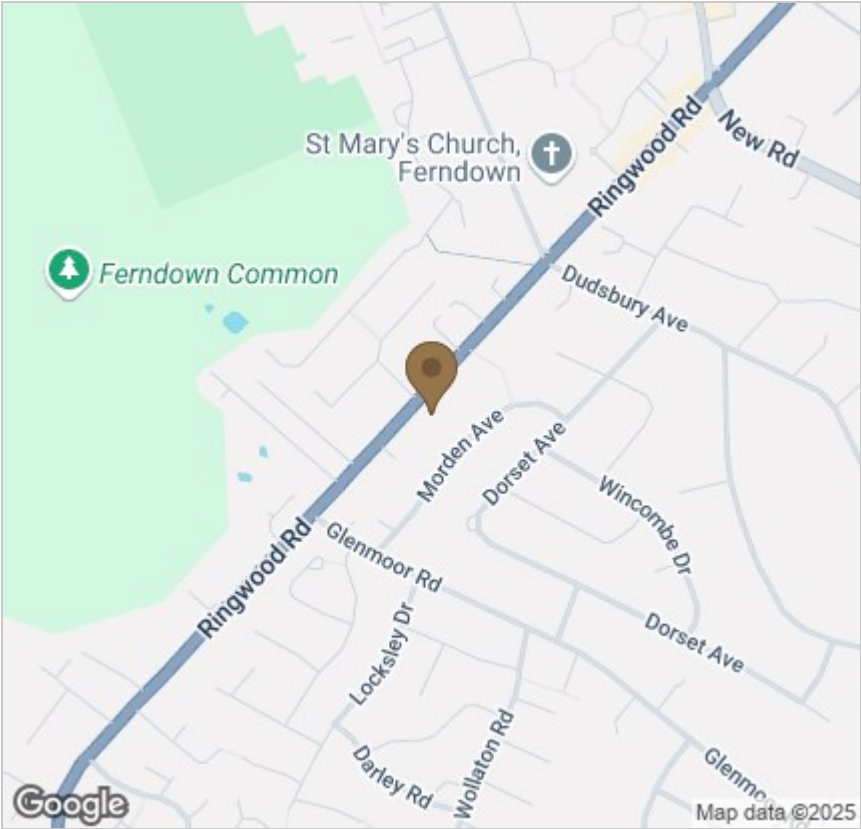 St Mary's Church,
Ferndown
Ringwood Rd
New Rd
Ferndown Common
Dudsbury Ave
Morden Ave
Dorset Ave
Wincombe Dr
Ringwood Rd
Glenmoor Rd
Locksley Dr
Dorset Ave
Darley Rd
Wollaton Rd
Google
Map data ©2025